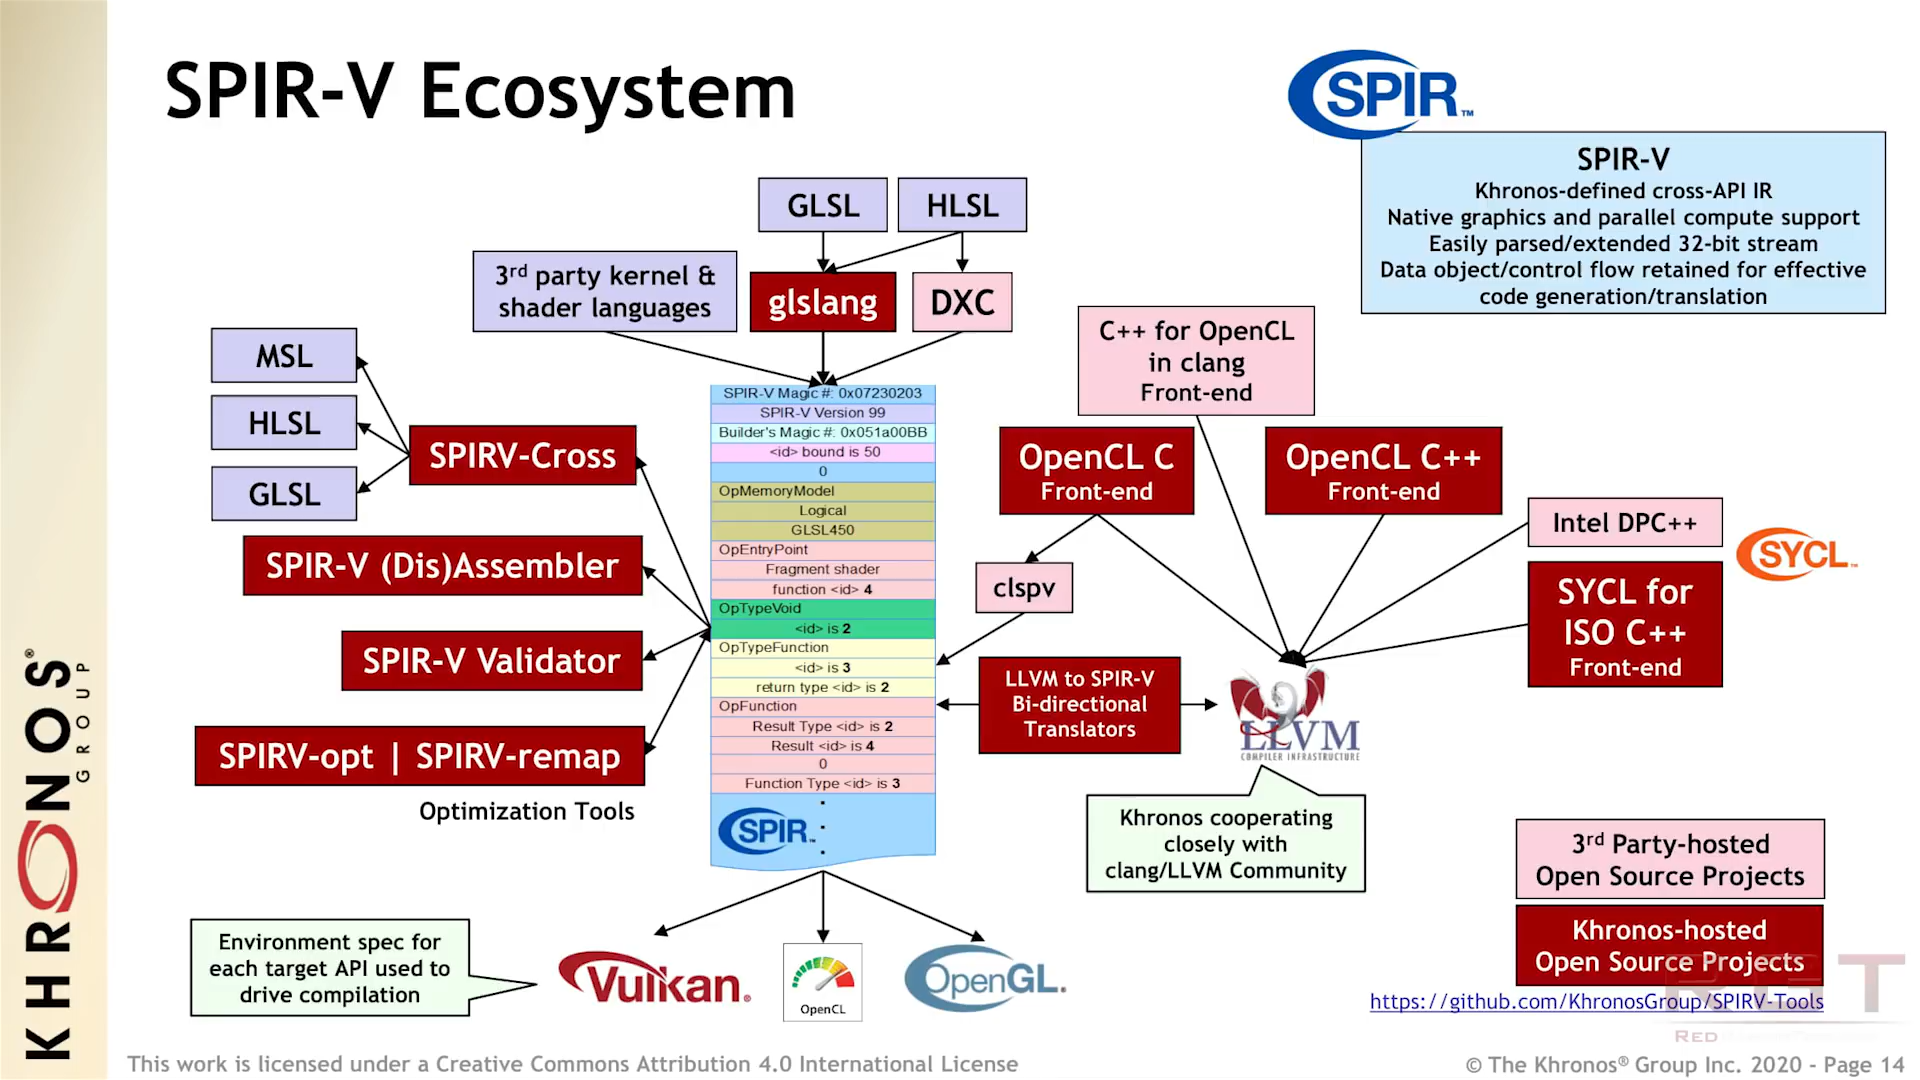 SPIR-V Ecosystem
SPIR™
SPIR-V
Khronos-defined cross-API IR
Native graphics and parallel compute support
Easily parsed/extended 32-bit stream
Data object/control flow retained for effective
code generation/translation
GLSL
HLSL
3rd party kernel &
shader languages
glslang
DXC
C++ for OpenCL
in clang
Front-end
MSL
HLSL
GLSL
SPIRV-Cross
SPIR-V (Dis)Assembler
SPIR-V Validator
SPIRV-opt | SPIRV-remap
Optimization Tools
SPIR-V Magic #: 0x07230203
SPIR-V Version 99
Builder's Magic #: 0x051a00BB
<id> bound is 50
0
OpMemoryModel
Logical
GLSL450
OpEntryPoint
Fragment shader
function <id> 4
OpTypeVoid
<id> is 2
OpTypeFunction
<id> is 3
return type <id> is 2
OpFunction
Result Type <id> is 2
Result <id> is 4
0
Function Type <id> is 3
SPIR™
OpenCL C
Front-end
OpenCL C++
Front-end
clspv
Intel DPC++
SYCL™
SYCL for
ISO C++
Front-end
LLVM to SPIR-V
Bi-directional
Translators
LLVM
COMPILER INFRASTRUCTURE
Khronos cooperating
closely with
clang/LLVM Community
3rd Party-hosted
Open Source Projects
Khronos-hosted
Open Source Projects
https://github.com/KhronosGroup/SPIRV-Tools
Environment spec for
each target API used to
drive compilation
Vulkan®
OpenCL
OpenGL®
KHRONOS®
GROUP
RGT
RED
This work is licensed under a Creative Commons Attribution 4.0 International License
© The Khronos® Group Inc. 2020 - Page 14